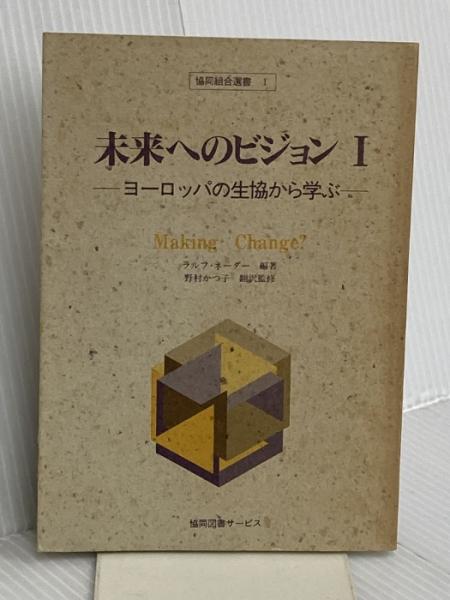 協同組合選書 Ⅰ
未来へのビジョン Ⅰ
―ヨーロッパの生協から学ぶ―
Making Change?
ラルフ・ネーダー 編著
野村かつ子 翻訳監修
協同図書サービス